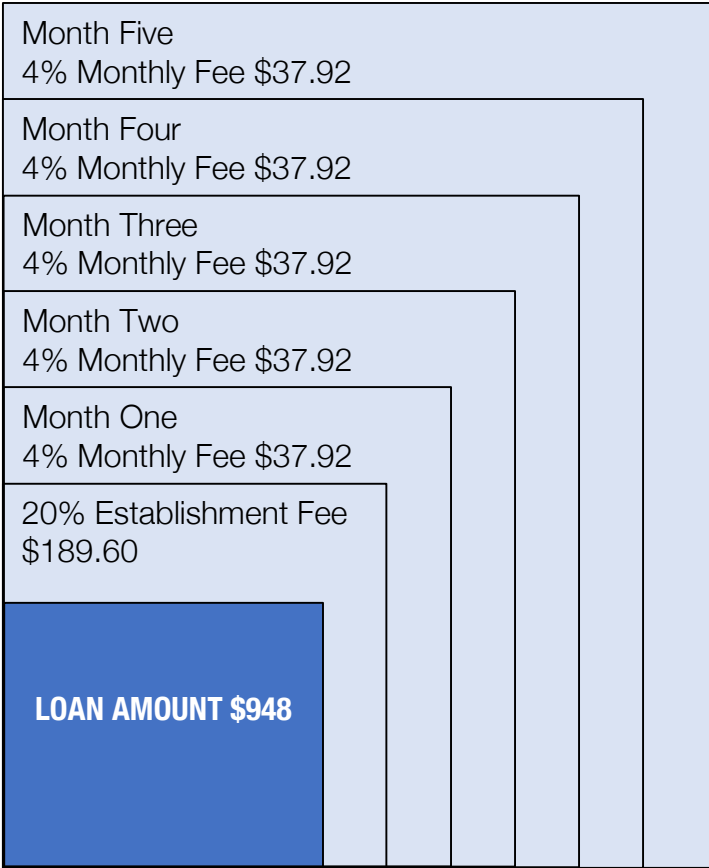 Month Five
4% Monthly Fee $37.92
Month Four
4% Monthly Fee $37.92
Month Three
4% Monthly Fee $37.92
Month Two
4% Monthly Fee $37.92
Month One
4% Monthly Fee $37.92
20% Establishment Fee
$189.60
LOAN AMOUNT $948